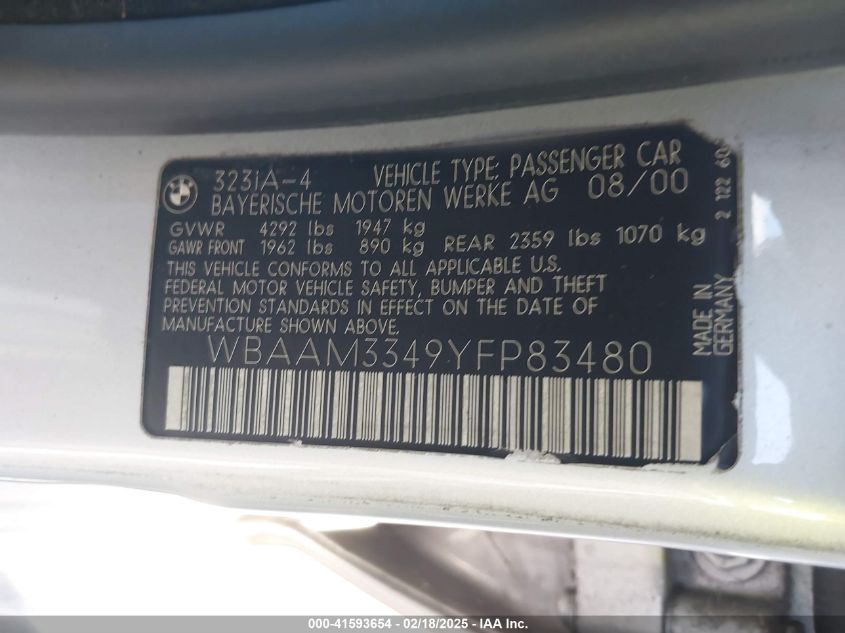 323iA-4 VEHICLE TYPE: PASSENGER CAR
BAYERISCHE MOTOREN WERKE AG 08/00
GVWR 4292 lbs 1947 kg
GAWR FRONT 1962 lbs 890 kg REAR 2359 lbs 1070 kg
THIS VEHICLE CONFORMS TO ALL APPLICABLE U.S.
FEDERAL MOTOR VEHICLE SAFETY, BUMPER AND THEFT
PREVENTION STANDARDS IN EFFECT ON THE DATE OF
MANUFACTURE SHOWN ABOVE.
WBAAM3349YFP83480
MADE IN
GERMANY
2 122 60
000-41593654 - 02/18/2025 - IAA Inc.